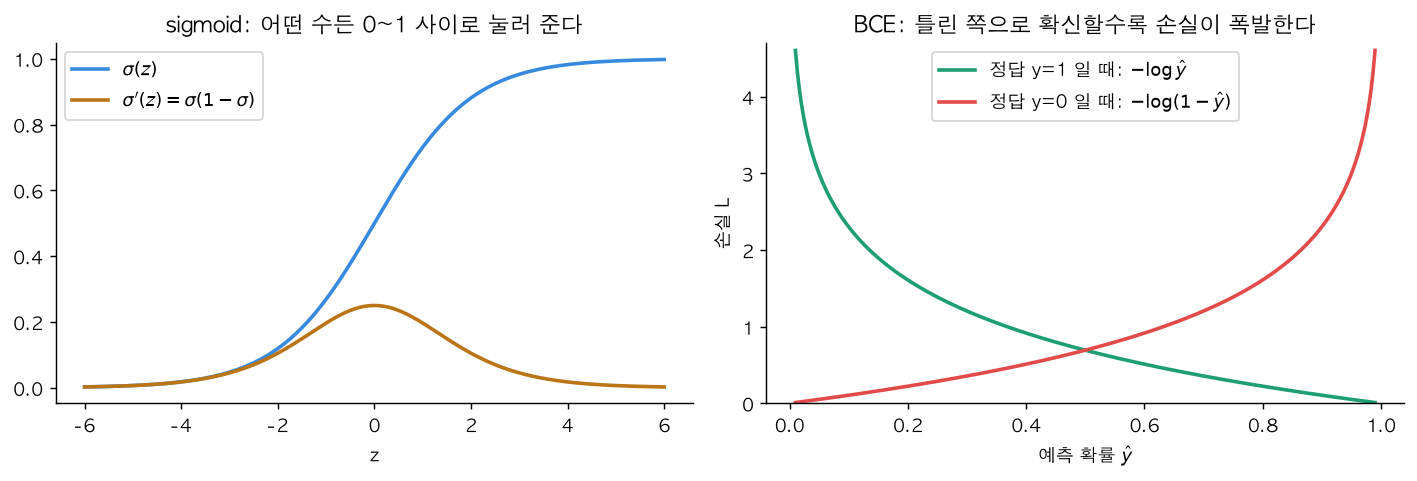 sigmoid: 어떤 수든 0~1 사이로 눌러 준다
σ(z)
σ′(z) = σ(1 − σ)
1.0
0.8
0.6
0.4
0.2
0.0
-6
-4
-2
0
2
4
6
z
BCE: 틀린 쪽으로 확신할수록 손실이 폭발한다
정답 y=1 일 때: −log ŷ
정답 y=0 일 때: −log(1 − ŷ)
손실 L
4
3
2
1
0
0.0
0.2
0.4
0.6
0.8
1.0
예측 확률 ŷ